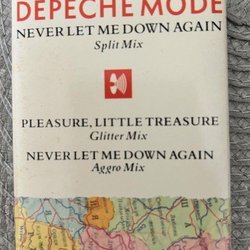 DEPECHE MODE
NEVER LET ME DOWN AGAIN
Split Mix
PLEASURE, LITTLE TREASURE
Glitter Mix
NEVER LET ME DOWN AGAIN
Aggro Mix